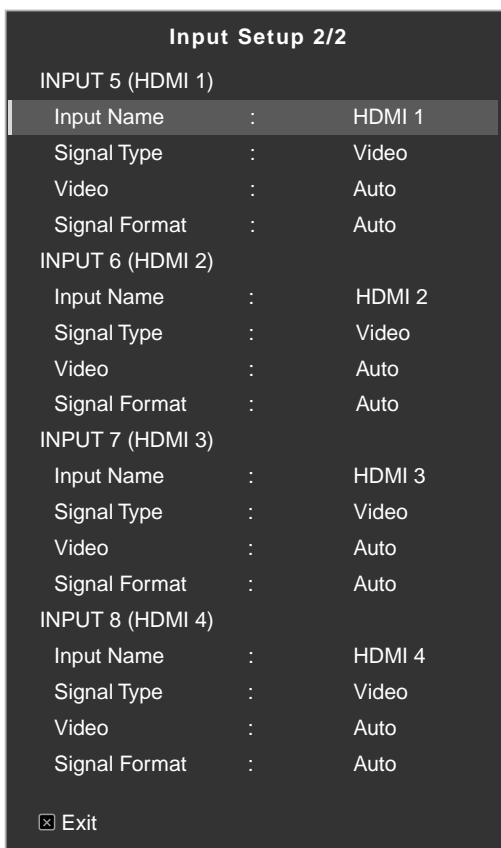 Input Setup 2/2
INPUT 5 (HDMI 1)
Input Name : HDMI 1
Signal Type : Video
Video : Auto
Signal Format : Auto
INPUT 6 (HDMI 2)
Input Name : HDMI 2
Signal Type : Video
Video : Auto
Signal Format : Auto
INPUT 7 (HDMI 3)
Input Name : HDMI 3
Signal Type : Video
Video : Auto
Signal Format : Auto
INPUT 8 (HDMI 4)
Input Name : HDMI 4
Signal Type : Video
Video : Auto
Signal Format : Auto
Exit